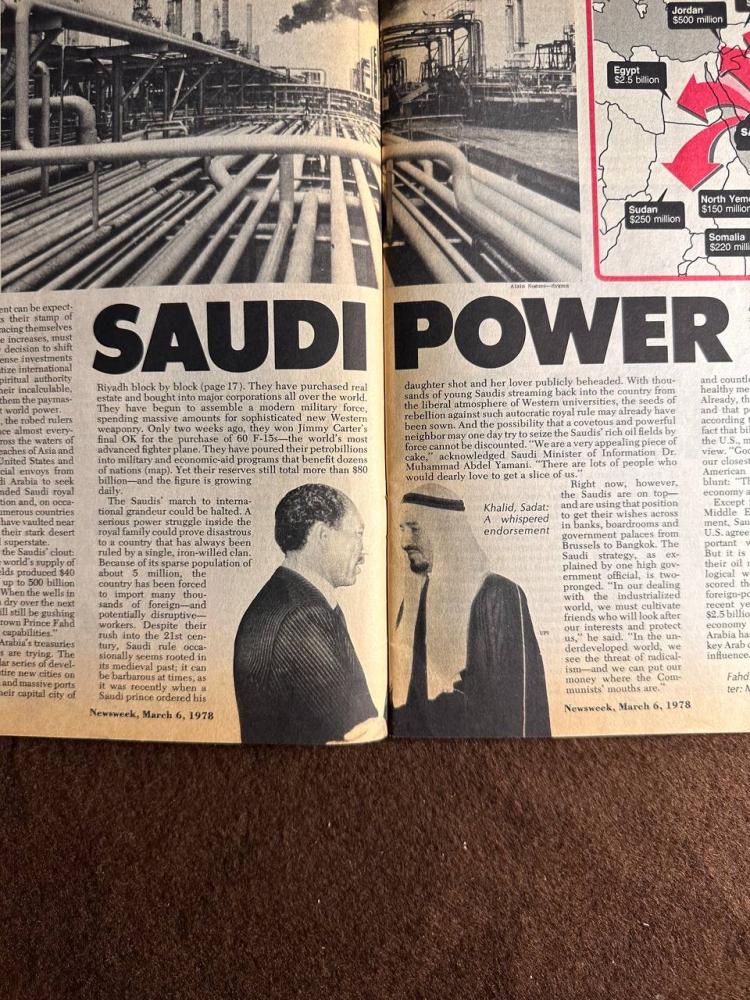 Jordan
$500 million
Egypt
$2.5 billion
Sudan
$250 million
North Yem
$150 million
Somalia
$220 milli
SAUDI POWER
ent can be expect-
s their stamp of
acing themselves
e increases, must
decision to shift
ense investments
tize international
piritual authority
heir incalculable,
them the paymas-
t world power.
, the robed rulers
nce almost every-
ross the waters of
eaches of Asia and
United States and
cial envoys from
di Arabia to seek
nded Saudi royal
tion and, on occa-
umerous countries
have vaulted near
their stark desert
l superstate.
the Saudis' clout:
world's supply of
lds produced $40
up to 500 billion
When the wells in
dry over the next
ill still be gushing
rown Prince Fahd
capabilities."
Arabia's treasuries
s are trying. The
lar series of devel-
tire new cities on
and massive ports
heir capital city of
Riyadh block by block (page 17). They have purchased real
estate and bought into major corporations all over the world.
They have begun to assemble a modern military force,
spending massive amounts for sophisticated new Western
weaponry. Only two weeks ago, they won Jimmy Carter's
final OK for the purchase of 60 F-15s—the world's most
advanced fighter plane. They have poured their petrobillions
into military and economic-aid programs that benefit dozens
of nations (map). Yet their reserves still total more than $80
billion—and the figure is growing
daily.
The Saudis' march to interna-
tional grandeur could be halted. A
serious power struggle inside the
royal family could prove disastrous
to a country that has always been
ruled by a single, iron-willed clan.
Because of its sparse population of
about 5 million, the
country has been forced
to import many thou-
sands of foreign—and
potentially disruptive—
workers. Despite their
rush into the 21st cen-
tury, Saudi rule occa-
sionally seems rooted in
its medieval past; it can
be barbarous at times, as
it was recently when a
Saudi prince ordered his
Newsweek, March 6, 1978
daughter shot and her lover publicly beheaded. With thou-
sands of young Saudis streaming back into the country from
the liberal atmosphere of Western universities, the seeds of
rebellion against such autocratic royal rule may already have
been sown. And the possibility that a covetous and powerful
neighbor may one day try to seize the Saudis' rich oil fields by
force cannot be discounted. "We are a very appealing piece of
cake," acknowledged Saudi Minister of Information Dr.
Muhammad Abdel Yamani. "There are lots of people who
would dearly love to get a slice of us."
Khalid, Sadat:
A whispered
endorsement
Right now, however,
the Saudis are on top—
and are using that position
to get their wishes across
in banks, boardrooms and
government palaces from
Brussels to Bangkok. The
Saudi strategy, as ex-
plained by one high gov-
ernment official, is two-
pronged. "In our dealing
with the industrialized
world, we must cultivate
friends who will look after
our interests and protect
us," he said. "In the un-
derdeveloped world, we
see the threat of radical-
ism—and we can put our
money where the Com-
munists' mouths are."
UPI
Newsweek, March 6, 1978
and countl
healthy me
Already, th
and that p
according
fact that bi
the U.S., m
view. "Goo
our closest
American
blunt: "Th
economy
Except
Middle E
ment, Sau
U.S. agree
portant v
But it is
their oil r
logical w
scored th
foreign-po
recent ye
$2.5 billio
economy
Arabia ha
key Arab c
influence
Fahd
ter: M